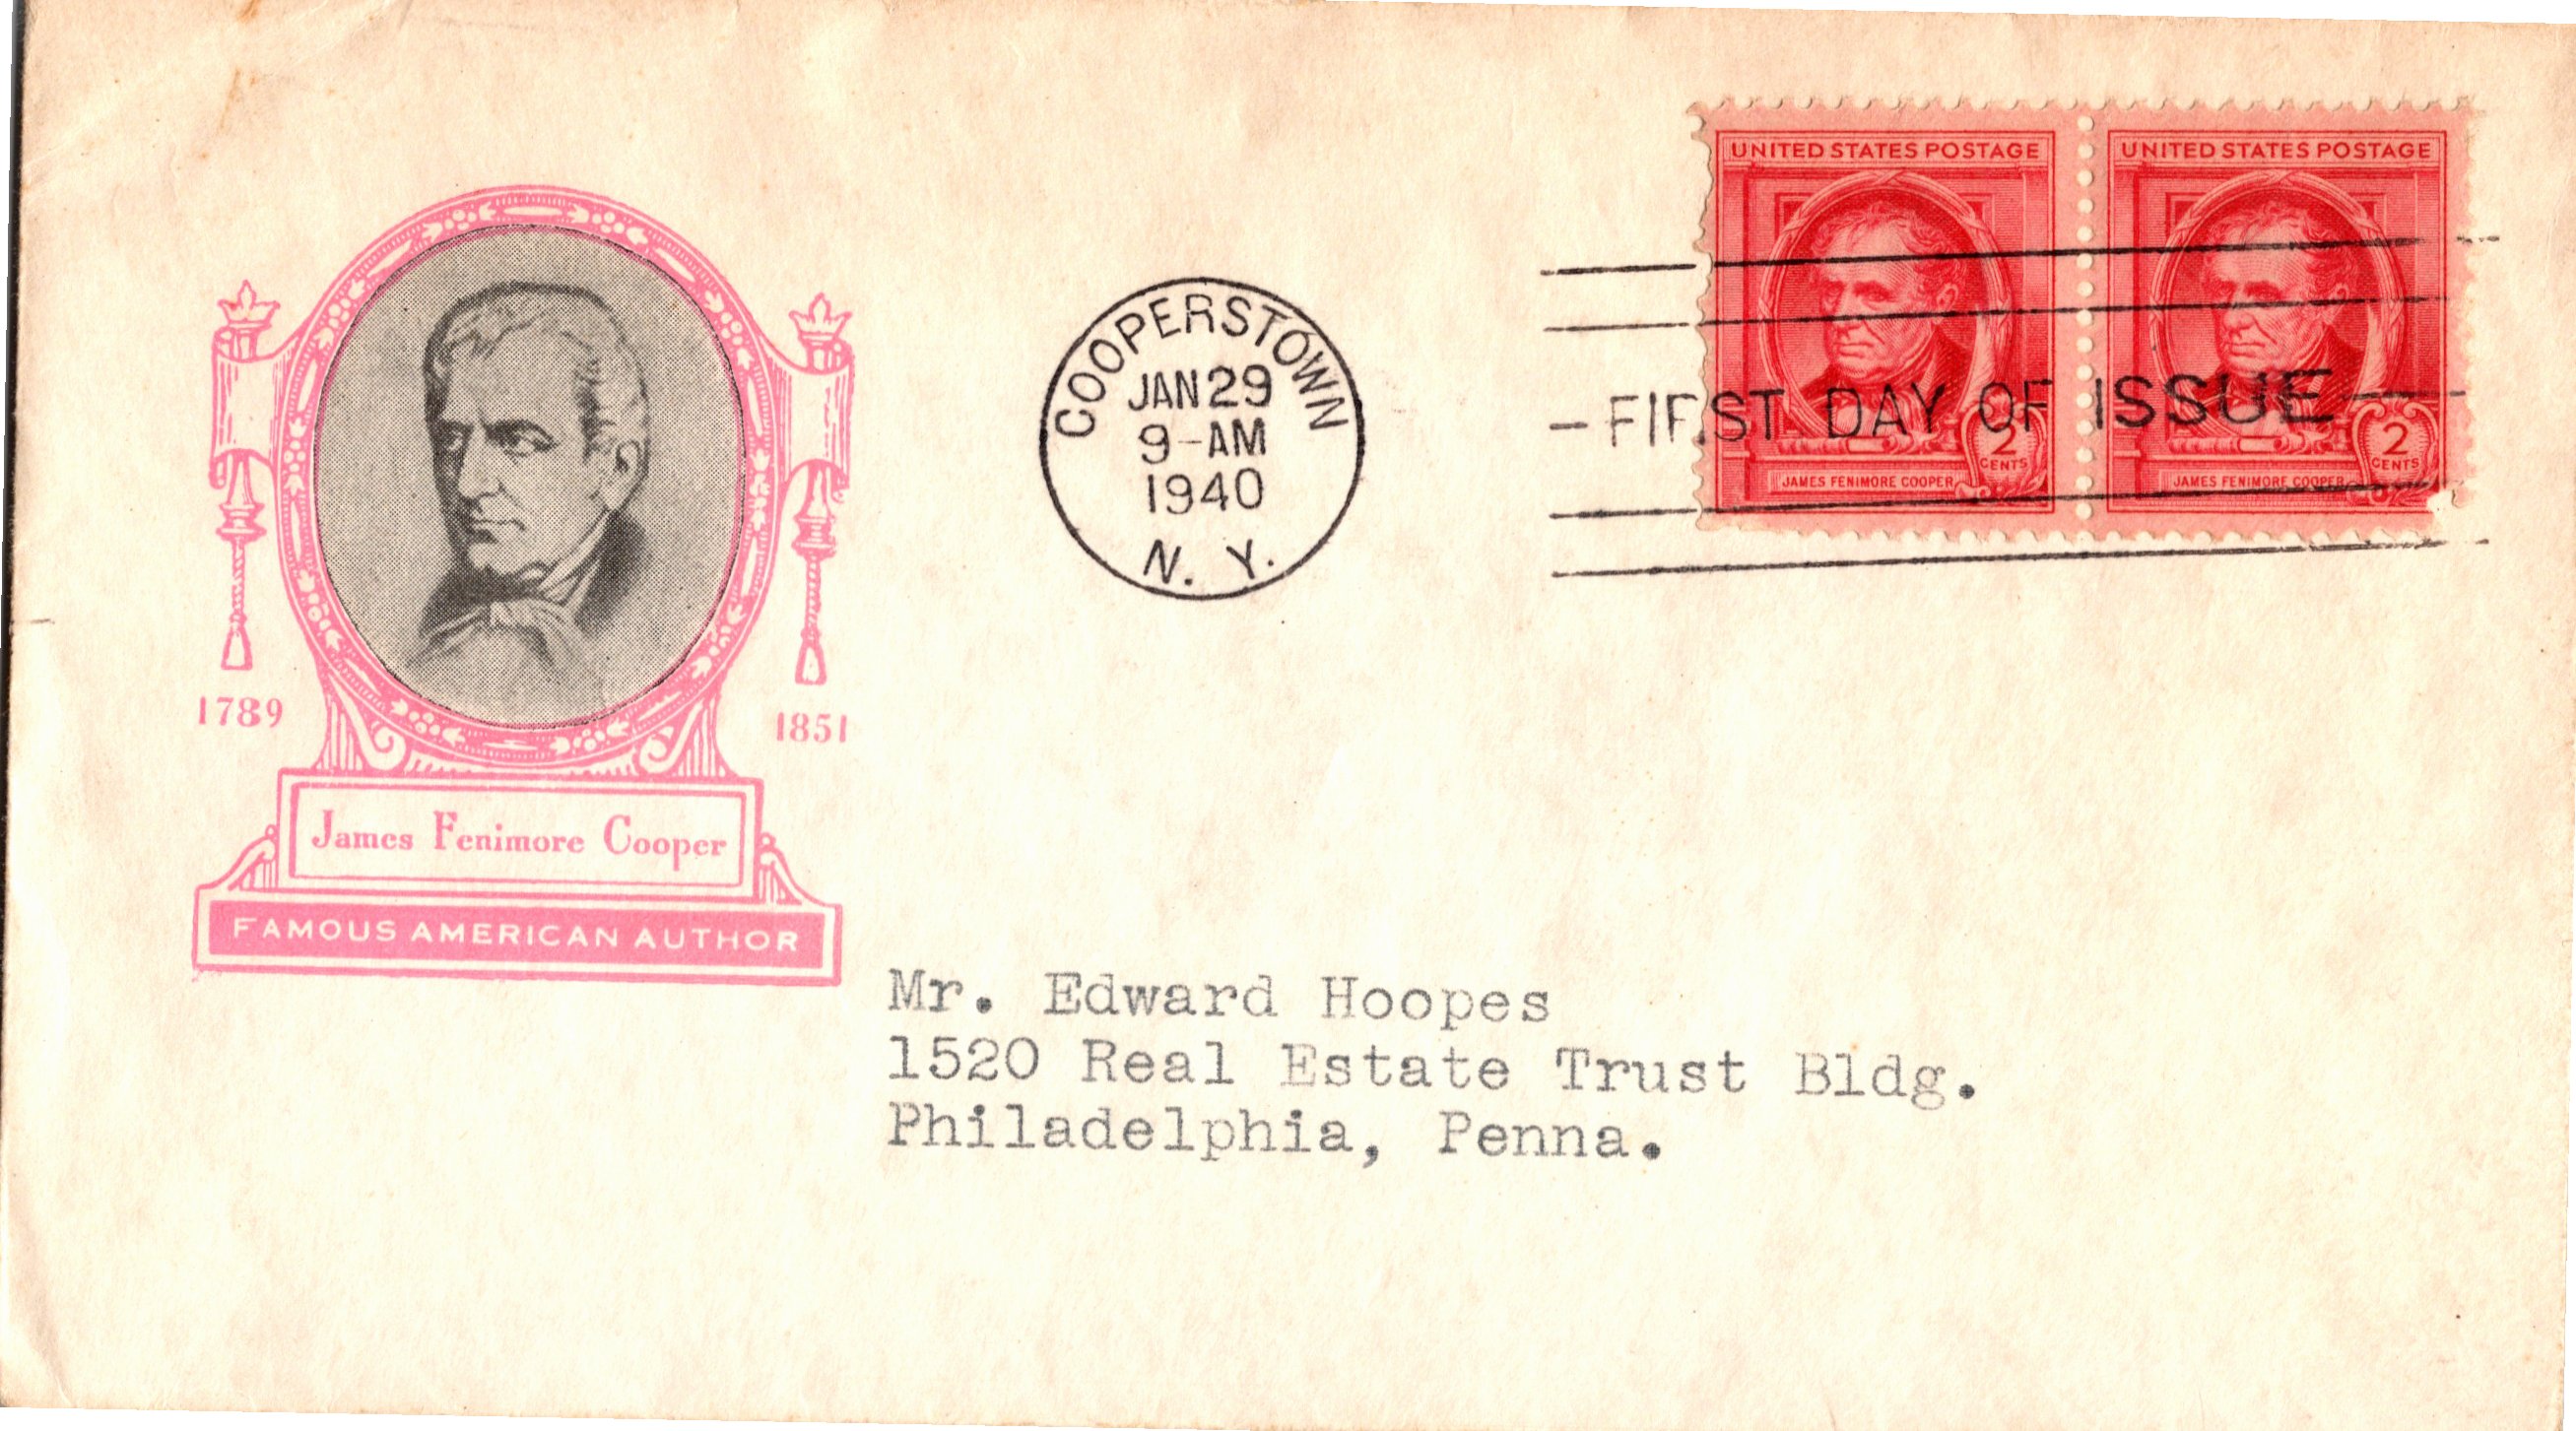 UNITED STATES POSTAGE
2
CENTS
JAMES FENIMORE COOPER
UNITED STATES POSTAGE
2
CENTS
JAMES FENIMORE COOPER
COOPERSTOWN
JAN 29
9-AM
1940
N. Y.
FIRST DAY OF ISSUE
1789
1851
James Fenimore Cooper
FAMOUS AMERICAN AUTHOR
Mr. Edward Hoopes
1520 Real Estate Trust Bldg.
Philadelphia, Penna.